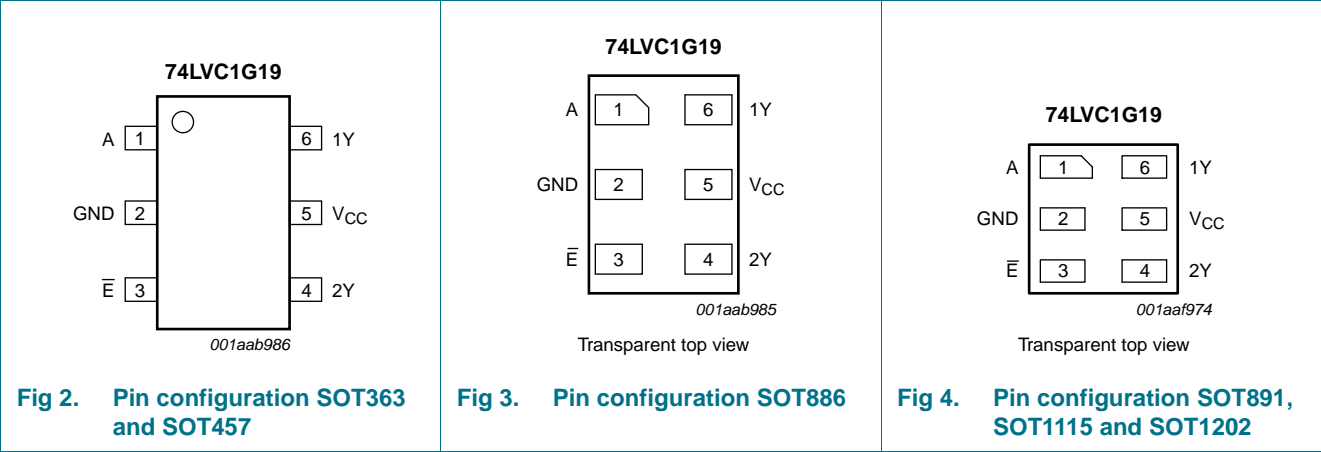 74LVC1G19
A 1 6 1Y
GND 2 5 VCC
E̅ 3 4 2Y
001aab986
Fig 2. Pin configuration SOT363
and SOT457
74LVC1G19
A 1 6 1Y
GND 2 5 VCC
E̅ 3 4 2Y
001aab985
Transparent top view
Fig 3. Pin configuration SOT886
74LVC1G19
A 1 6 1Y
GND 2 5 VCC
E̅ 3 4 2Y
001aaf974
Transparent top view
Fig 4. Pin configuration SOT891,
SOT1115 and SOT1202